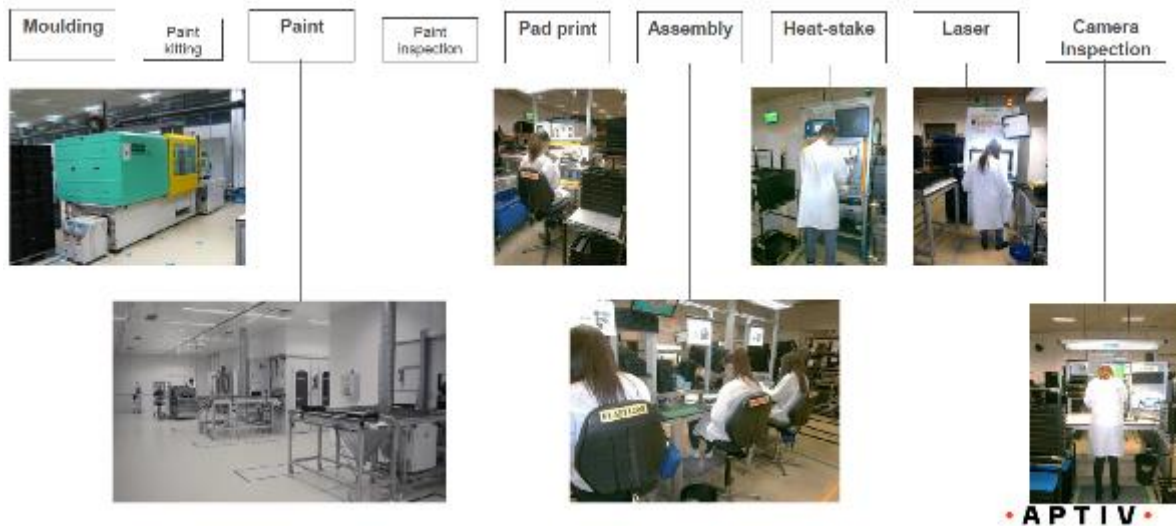 Moulding
Paint
kitting
Paint
Paint
inspection
Pad print
Assembly
Heat-stake
Laser
Camera
Inspection
• APTIV •